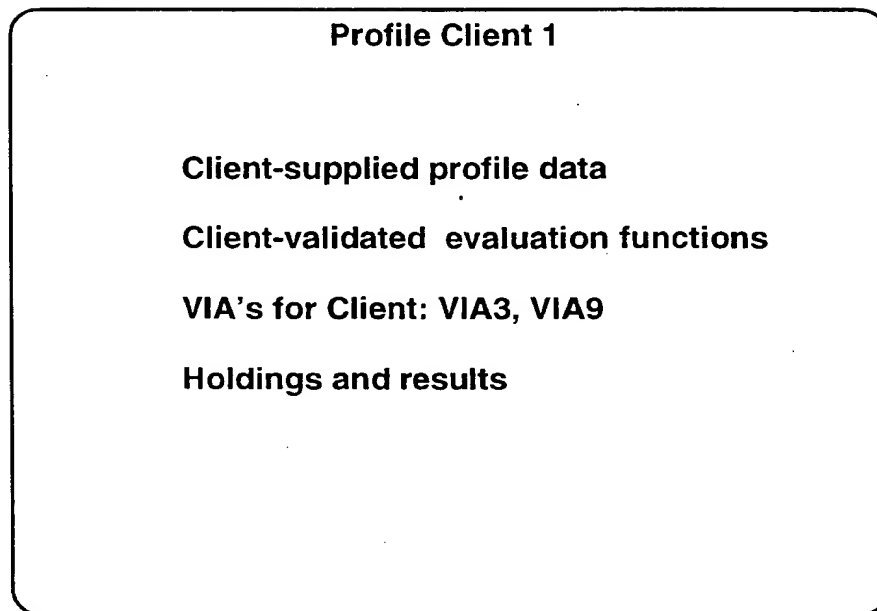 Profile Client 1
Client-supplied profile data
Client-validated evaluation functions
VIA's for Client: VIA3, VIA9
Holdings and results